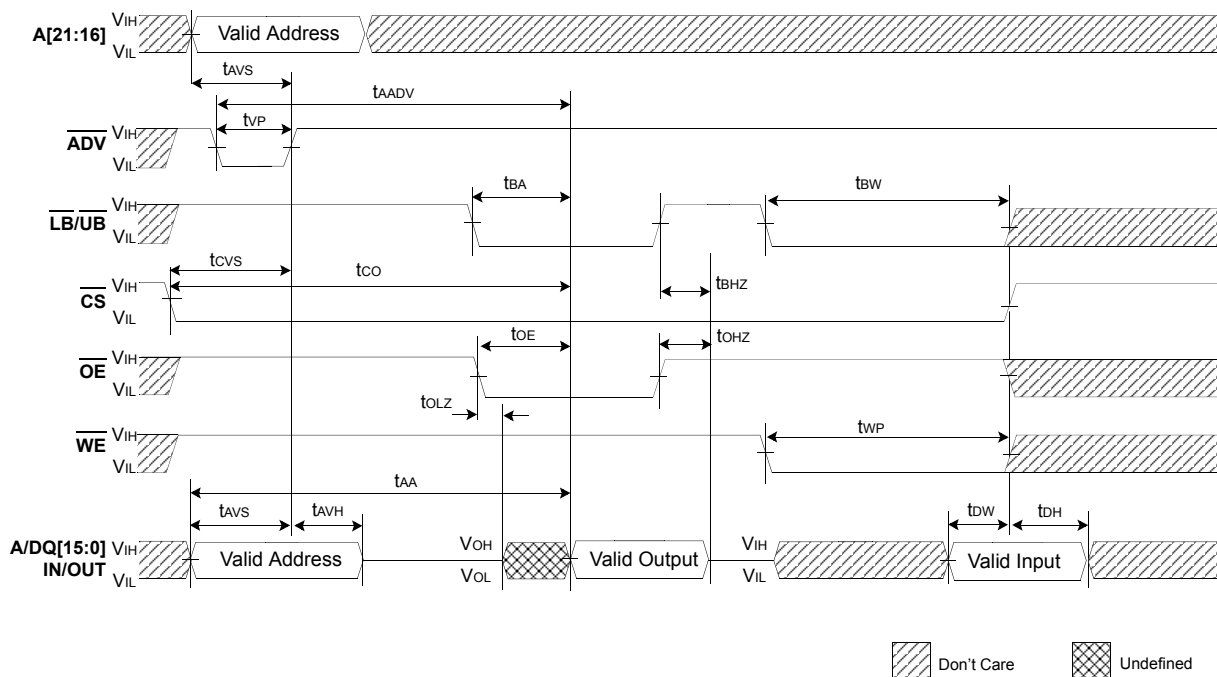 A[21:16] VIH Valid Address
VIL
tAVS
tAADV
ADV VIH tVP
VIL
tBA tBW
LB/UB VIH
VIL
tCVS tCO tBHZ
CS VIH
VIL
tOE tOHZ
OE VIH
VIL
tOLZ
WE VIH tWP
VIL
tAA
tAVS tAVH tDW tDH
A/DQ[15:0] VIH Valid Address VOH Valid Output VIH Valid Input
IN/OUT VIL VOL VIL
Don't Care Undefined